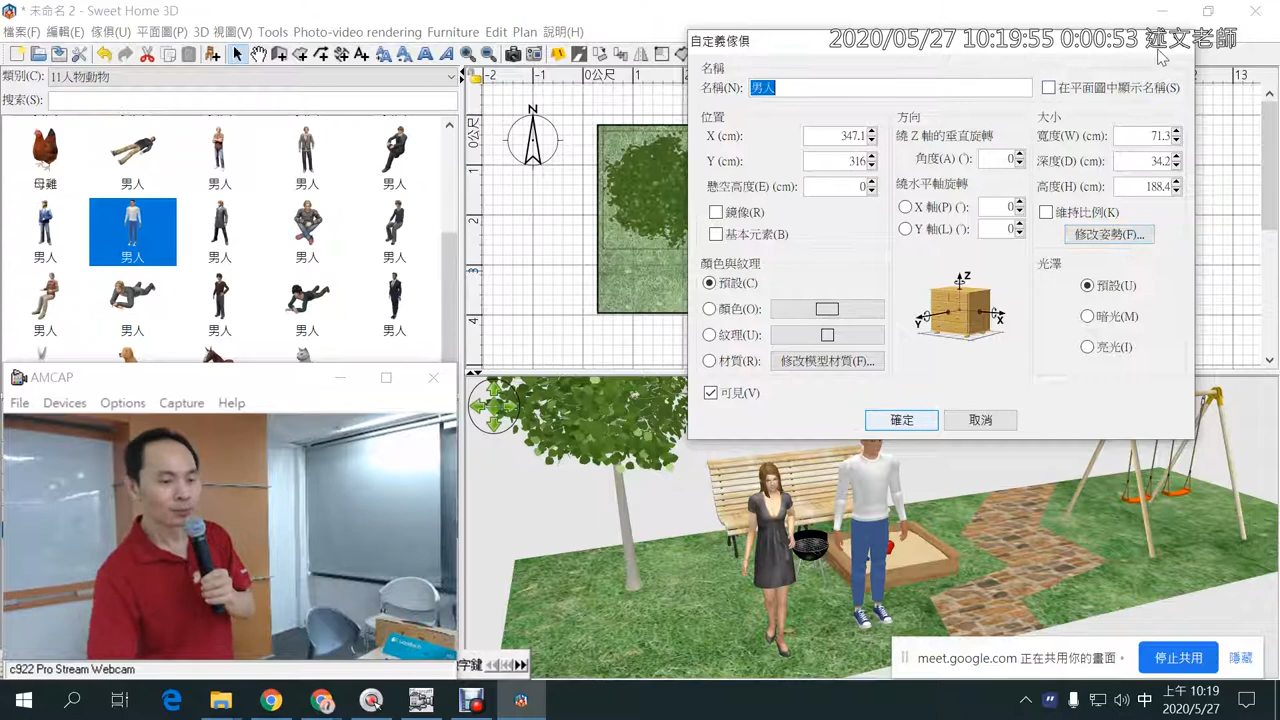 * 未命名 2 - Sweet Home 3D
檔案(F) 編輯(E) 傢俱(U) 平面圖(P) 3D 視圖(V) Tools Photo-video rendering Furniture Edit Plan 說明(H)
2020/05/27 10:19:55 0:00:53 述文老師
類別(C): 11人物動物
搜索(S):
母雞 男人 男人 男人 男人
男人 男人 男人 男人
男人 男人 男人 男人
-2 -1 0公尺 1 13
0公尺 1 2 3 4
N
自定義傢俱
名稱
名稱(N): 男人
在平面圖中顯示名稱(S)
位置
X (cm): 347.1
Y (cm): 316
懸空高度(E) (cm): 0
鏡像(R)
基本元素(B)
方向
繞 Z 軸的垂直旋轉
角度(A) (°): 0
繞水平軸旋轉
X 軸(P) (°): 0
Y 軸(L) (°): 0
大小
寬度(W) (cm): 71.3
深度(D) (cm): 34.2
高度(H) (cm): 188.4
維持比例(K)
修改姿勢(F)...
顏色與紋理
預設(C)
顏色(O):
紋理(U):
材質(R): 修改模型材質(F)...
Z
Y
X
光澤
預設(U)
暗光(M)
亮光(I)
可見(V)
確定 取消
AMCAP
File Devices Options Capture Help
c922 Pro Stream Webcam
字鍵
meet.google.com 正在共用你的畫面。 停止共用 隱藏
中
上午 10:19
2020/5/27